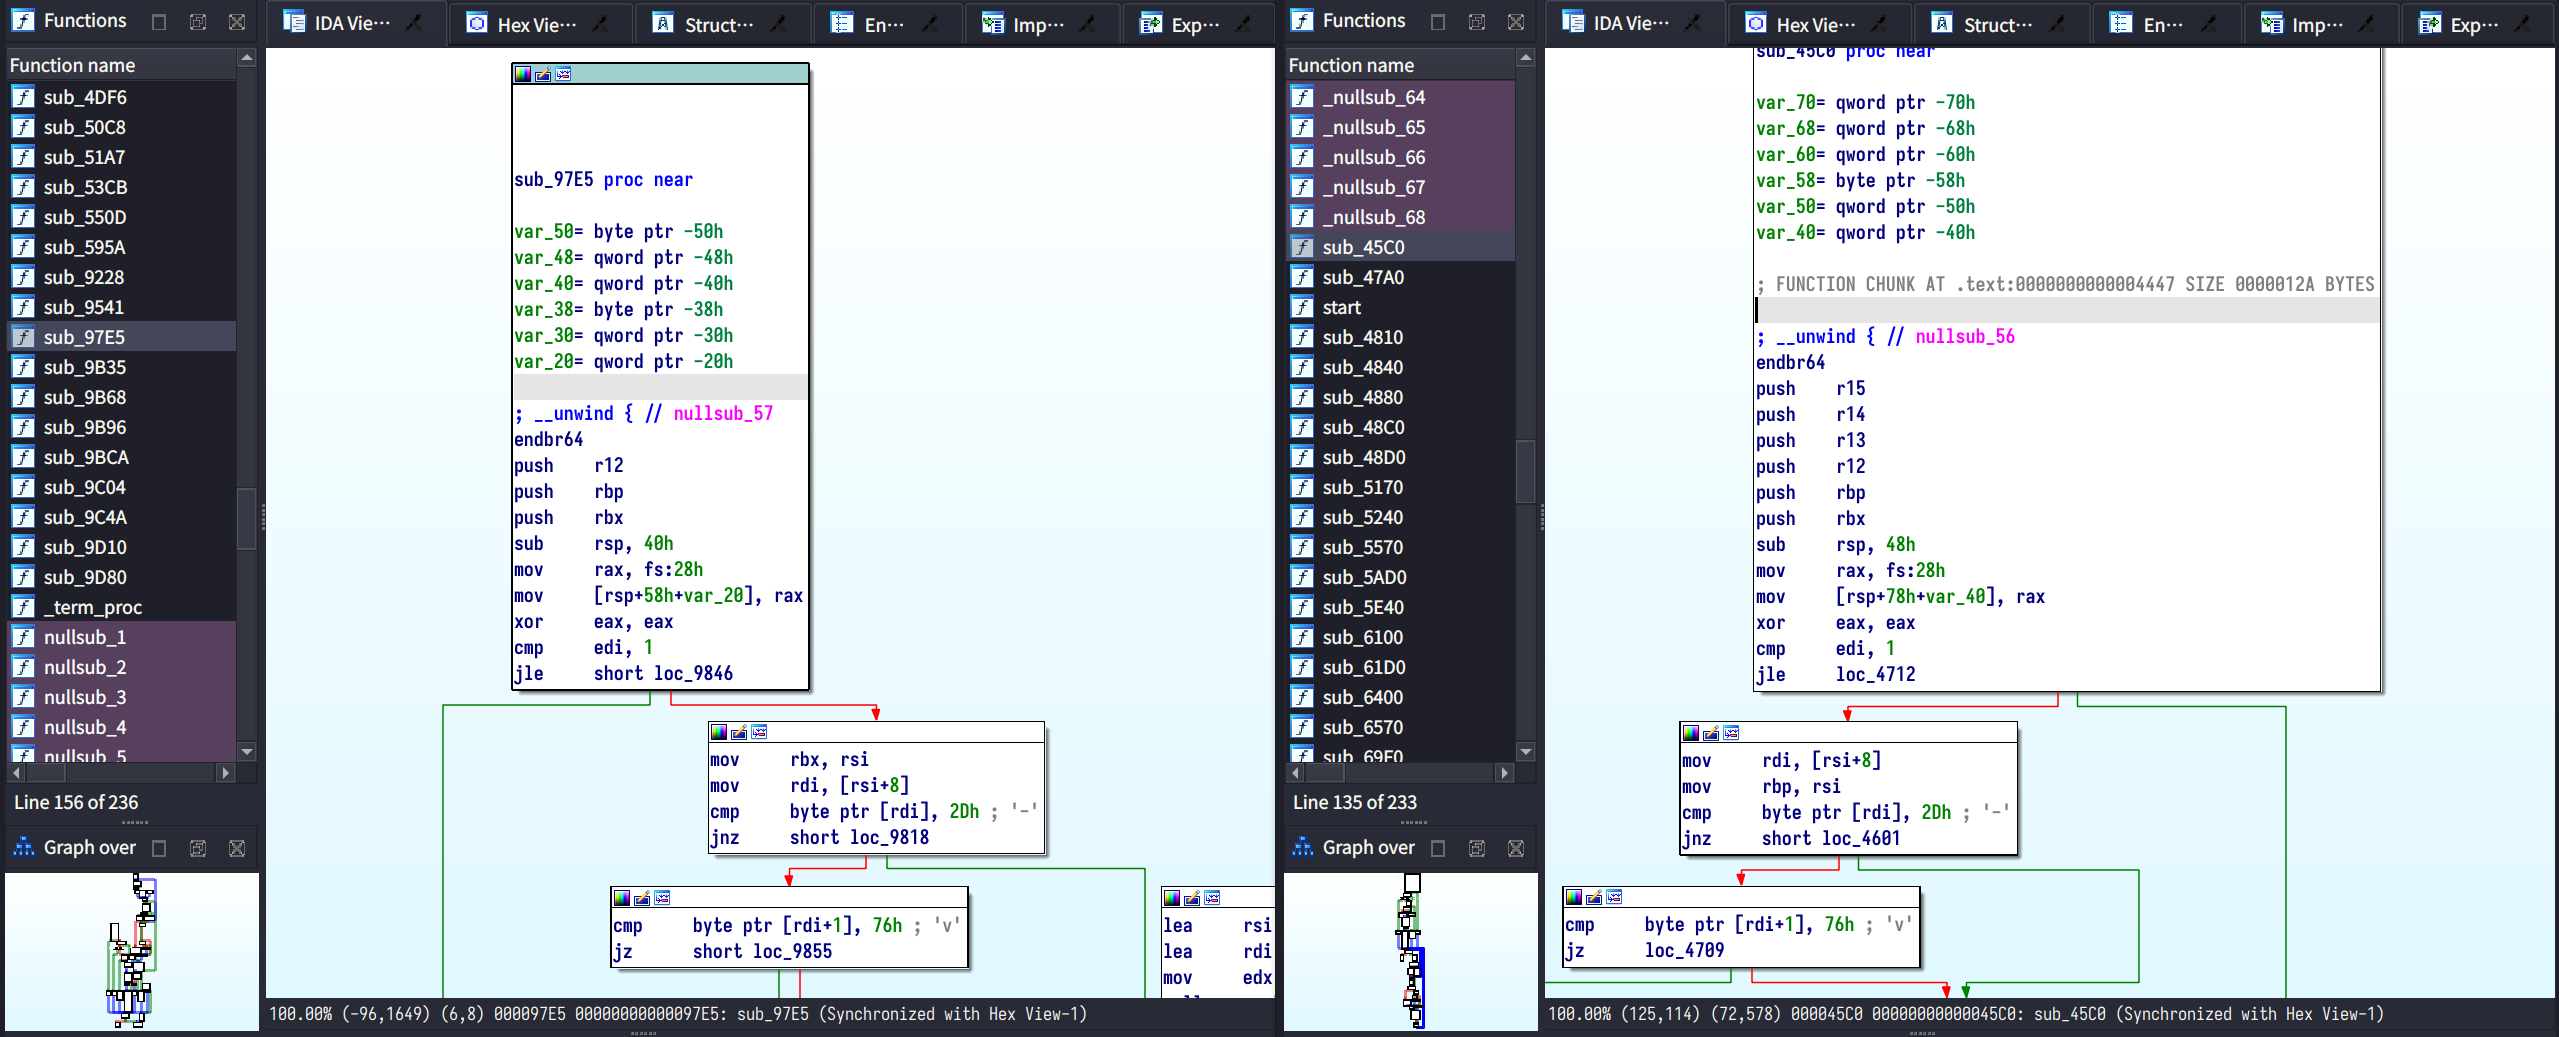 Functions
Function name
sub_4DF6
sub_50C8
sub_51A7
sub_53CB
sub_550D
sub_595A
sub_9228
sub_9541
sub_97E5
sub_9B35
sub_9B68
sub_9B96
sub_9BCA
sub_9C04
sub_9C4A
sub_9D10
sub_9D80
_term_proc
nullsub_1
nullsub_2
nullsub_3
nullsub_4
nullsub_5
Line 156 of 236
Graph over
IDA Vie⋯
Hex Vie⋯
Struct⋯
En⋯
Imp⋯
Exp⋯
sub_97E5 proc near
var_50= byte ptr -50h
var_48= qword ptr -48h
var_40= qword ptr -40h
var_38= byte ptr -38h
var_30= qword ptr -30h
var_20= qword ptr -20h
; __unwind { // nullsub_57
endbr64
push r12
push rbp
push rbx
sub rsp, 40h
mov rax, fs:28h
mov [rsp+58h+var_20], rax
xor eax, eax
cmp edi, 1
jle short loc_9846
mov rbx, rsi
mov rdi, [rsi+8]
cmp byte ptr [rdi], 2Dh ; '-'
jnz short loc_9818
cmp byte ptr [rdi+1], 76h ; 'v'
jz short loc_9855
lea rsi
lea rdi
mov edx
100.00% (-96,1649) (6,8) 000097E5 00000000000097E5: sub_97E5 (Synchronized with Hex View-1)
Functions
Function name
_nullsub_64
_nullsub_65
_nullsub_66
_nullsub_67
_nullsub_68
sub_45C0
sub_47A0
start
sub_4810
sub_4840
sub_4880
sub_48C0
sub_48D0
sub_5170
sub_5240
sub_5570
sub_5AD0
sub_5E40
sub_6100
sub_61D0
sub_6400
sub_6570
sub_69F0
Line 135 of 233
Graph over
IDA Vie⋯
Hex Vie⋯
Struct⋯
En⋯
Imp⋯
Exp⋯
sub_45C0 proc near
var_70= qword ptr -70h
var_68= qword ptr -68h
var_60= qword ptr -60h
var_58= byte ptr -58h
var_50= qword ptr -50h
var_40= qword ptr -40h
; FUNCTION CHUNK AT .text:0000000000004447 SIZE 0000012A BYTES
; __unwind { // nullsub_56
endbr64
push r15
push r14
push r13
push r12
push rbp
push rbx
sub rsp, 48h
mov rax, fs:28h
mov [rsp+78h+var_40], rax
xor eax, eax
cmp edi, 1
jle loc_4712
mov rdi, [rsi+8]
mov rbp, rsi
cmp byte ptr [rdi], 2Dh ; '-'
jnz short loc_4601
cmp byte ptr [rdi+1], 76h ; 'v'
jz loc_4709
100.00% (125,114) (72,578) 000045C0 00000000000045C0: sub_45C0 (Synchronized with Hex View-1)